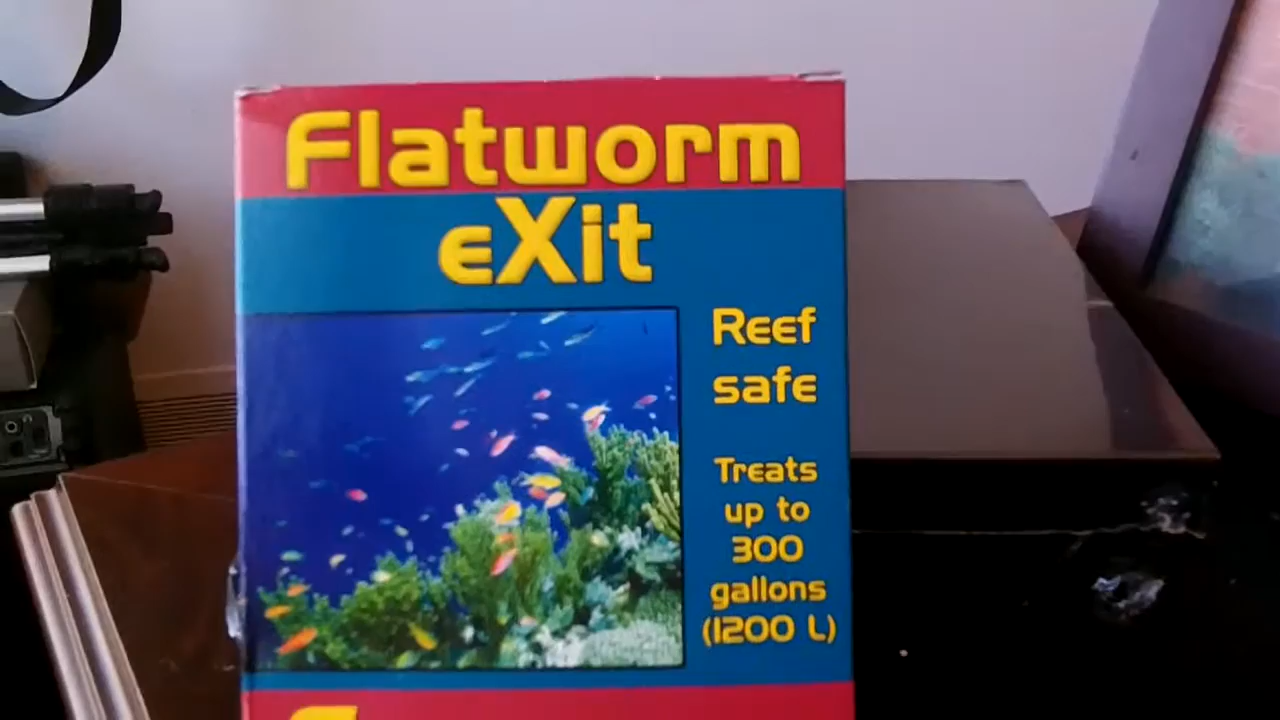 Flatworm
eXit
Reef
safe
Treats
up to
300
gallons
(1200 L)